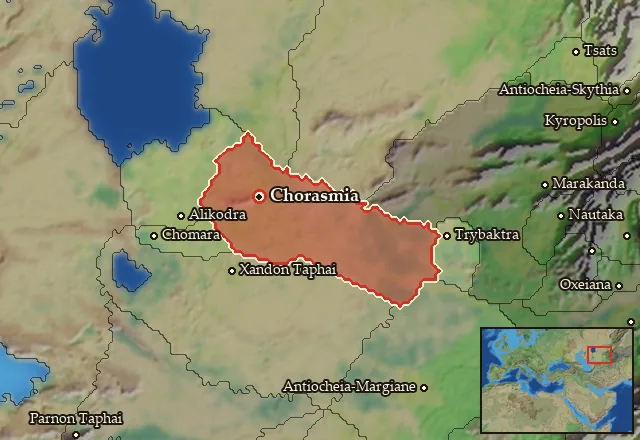 Tsats
Antiocheia-Skythia
Kyropolis
Marakanda
Chorasmia
Alikodra
Nautaka
Chomara
Trybaktra
Xandon Taphai
Oxeiana
Antiocheia-Margiane
Parnon Taphai